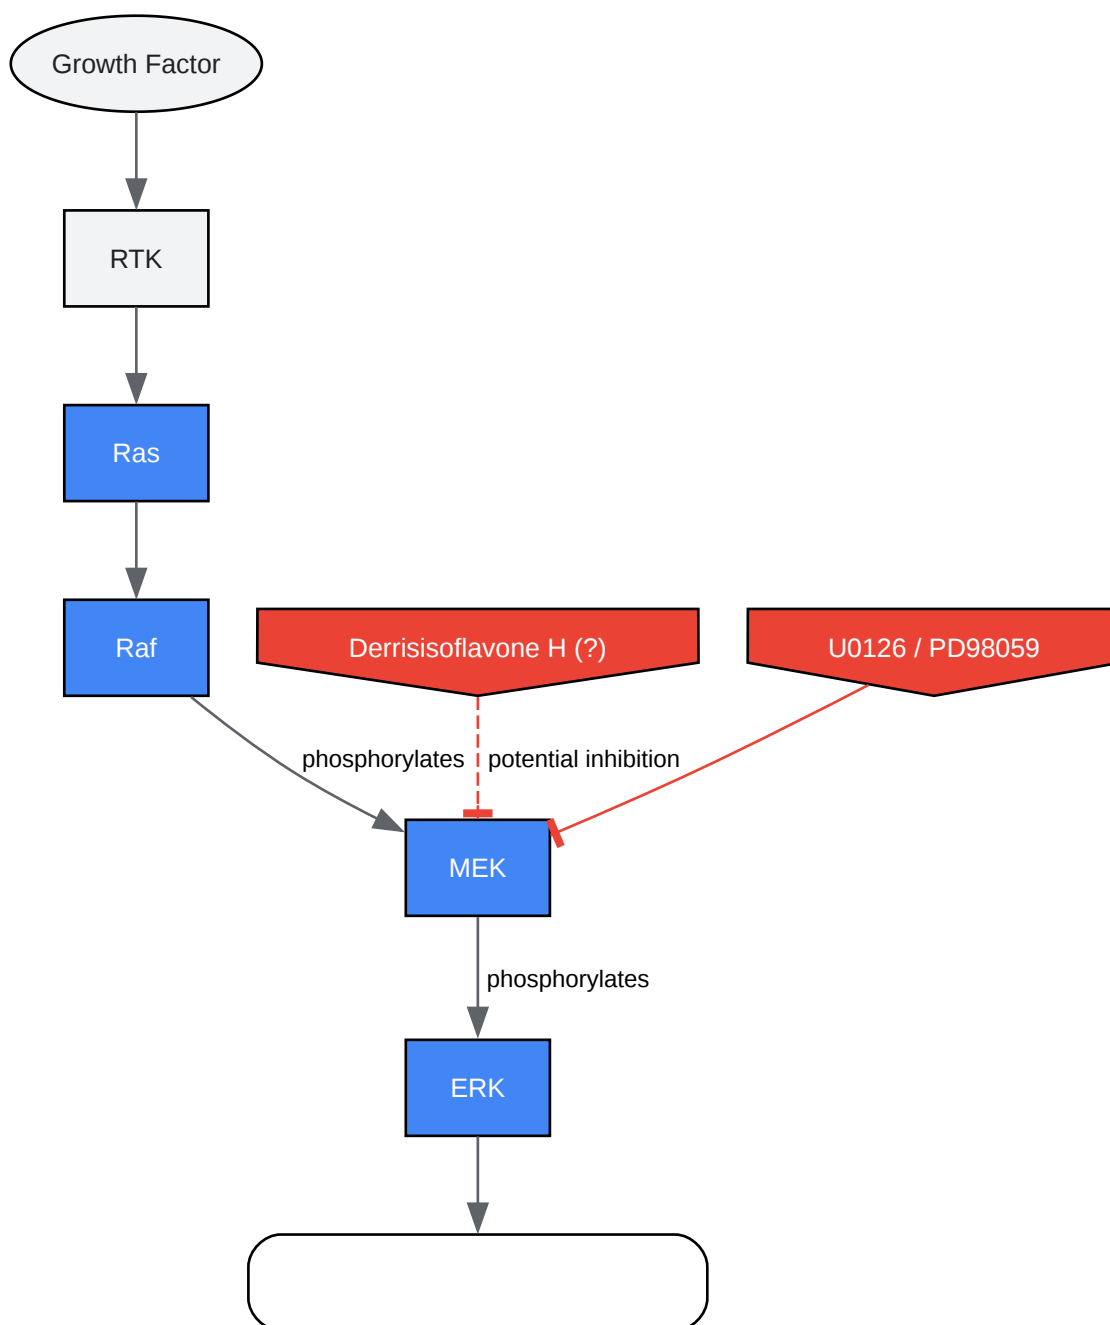 Growth Factor
RTK
Ras
Raf
Derrisisoflavone H (?)
U0126 / PD98059
phosphorylates
potential inhibition
MEK
phosphorylates
ERK